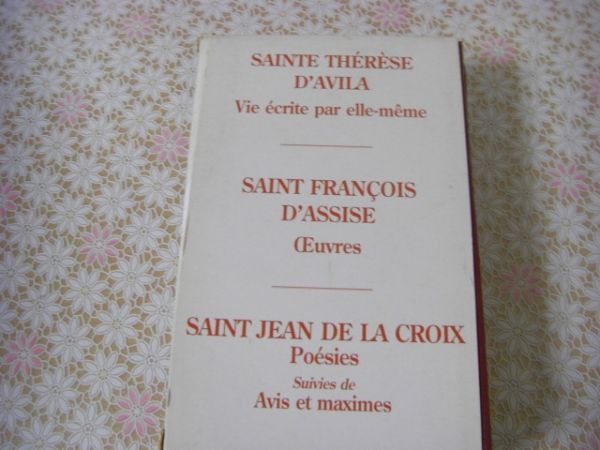 SAINTE THÉRÈSE
D'AVILA
Vie écrite par elle-même
SAINT FRANÇOIS
D'ASSISE
Œuvres
SAINT JEAN DE LA CROIX
Poésies
Suivies de
Avis et maximes